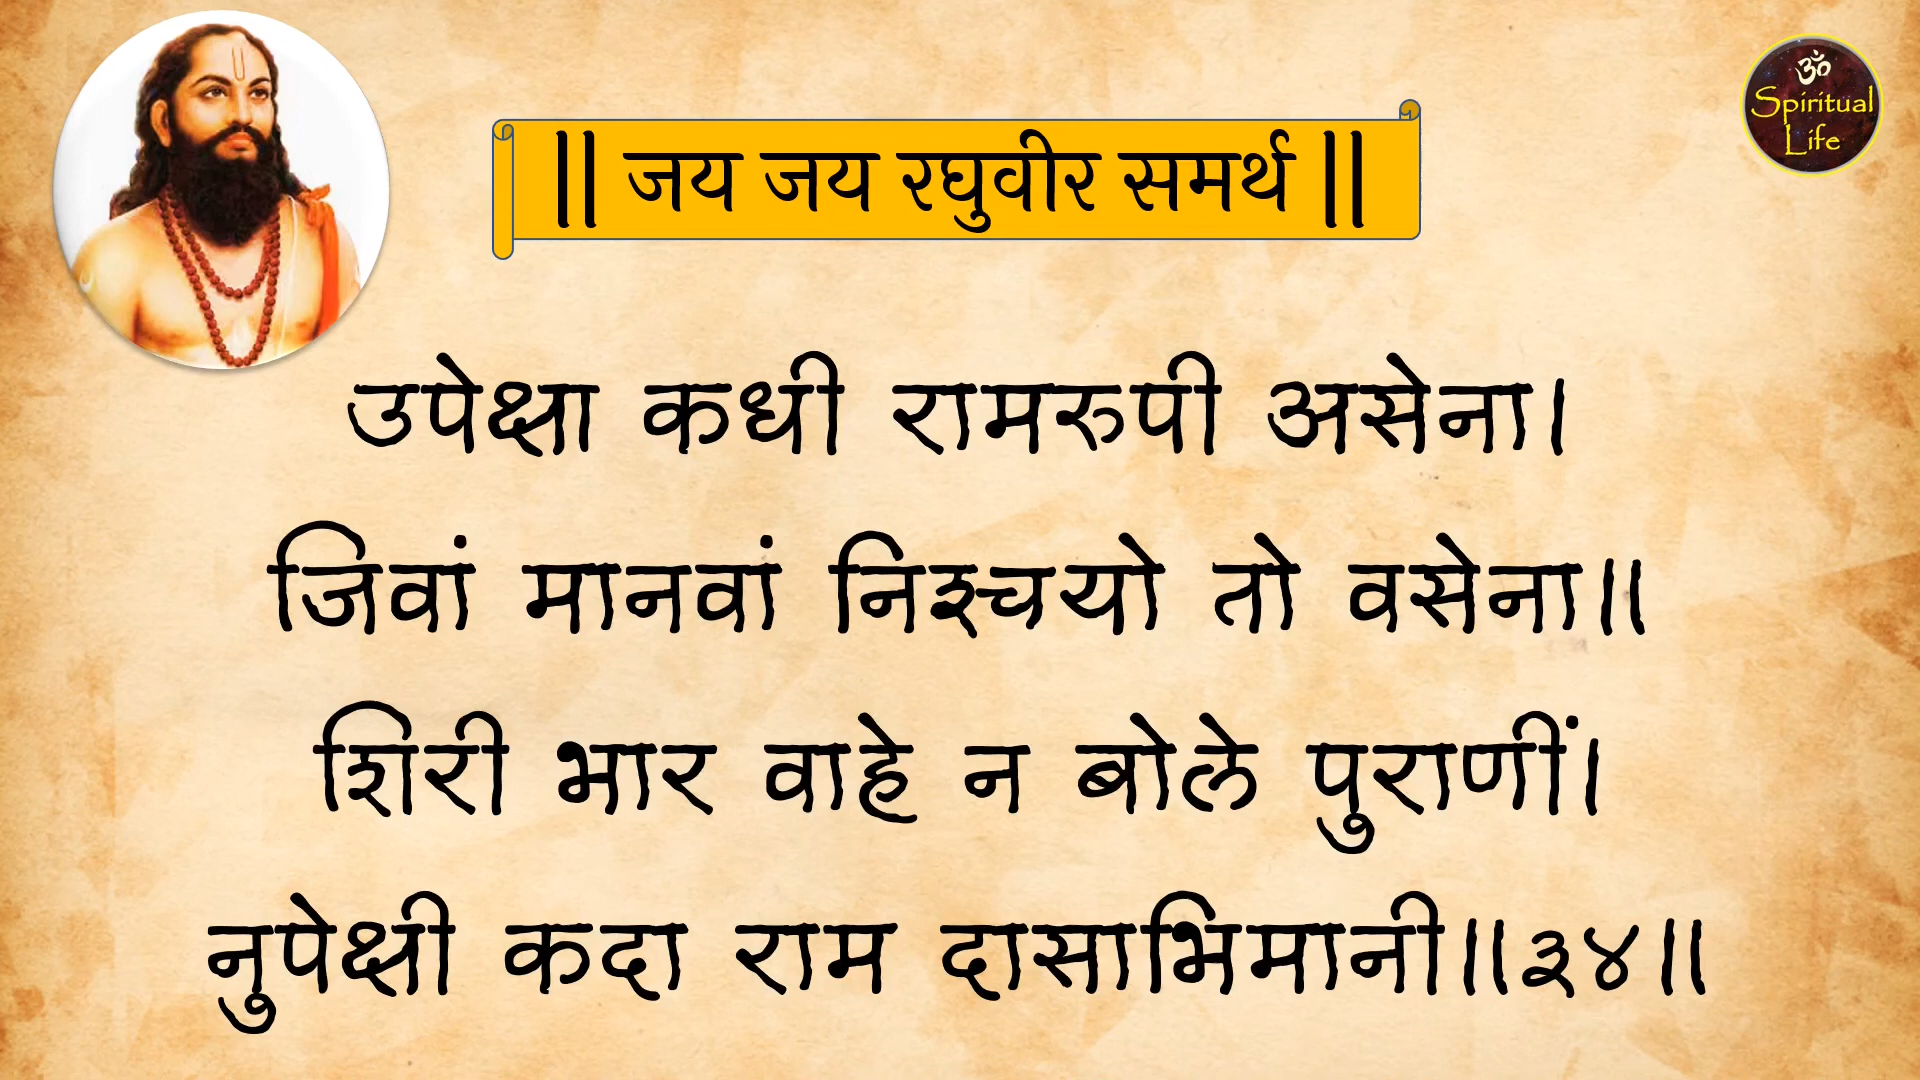 ॐ
Spiritual
Life
|| जय जय रघुवीर समर्थ ||
उपेक्षा कधी रामरुपी असेना।
जिवां मानवां निश्चयो तो वसेना॥
शिरी भार वाहे न बोले पुराणीं।
नुपेक्षी कदा राम दासाभिमानी॥३४॥